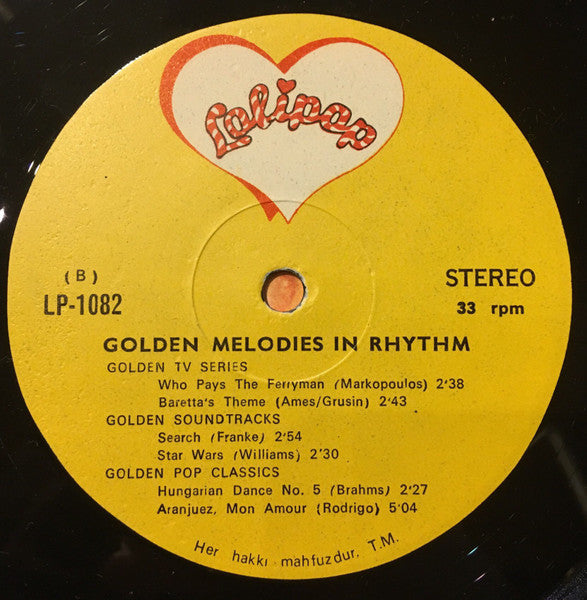 Lolipop
(B)
LP-1082
STEREO
33 rpm
GOLDEN MELODIES IN RHYTHM
GOLDEN TV SERIES
Who Pays The Ferryman (Markopoulos) 2'38
Baretta's Theme (Ames/Grusin) 2'43
GOLDEN SOUNDTRACKS
Search (Franke) 2'54
Star Wars (Williams) 2'30
GOLDEN POP CLASSICS
Hungarian Dance No. 5 (Brahms) 2'27
Aranjuez, Mon Amour (Rodrigo) 5'04
Her hakkı mahfuzdur. T.M.